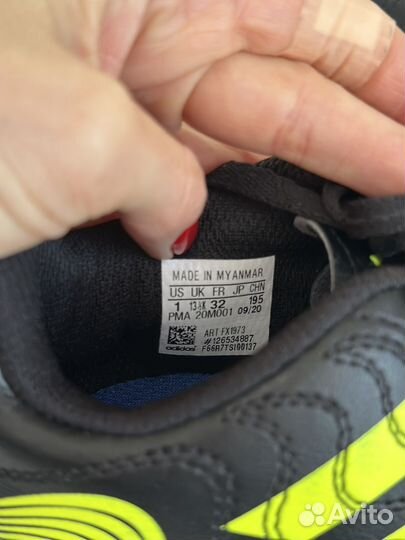 MADE IN MYANMAR
US UK FR JP CHN
1 13½K 32 195
PMA 20M001 09/20
ART FX1973
#126534887
adidas F66R7TS100137
Avito